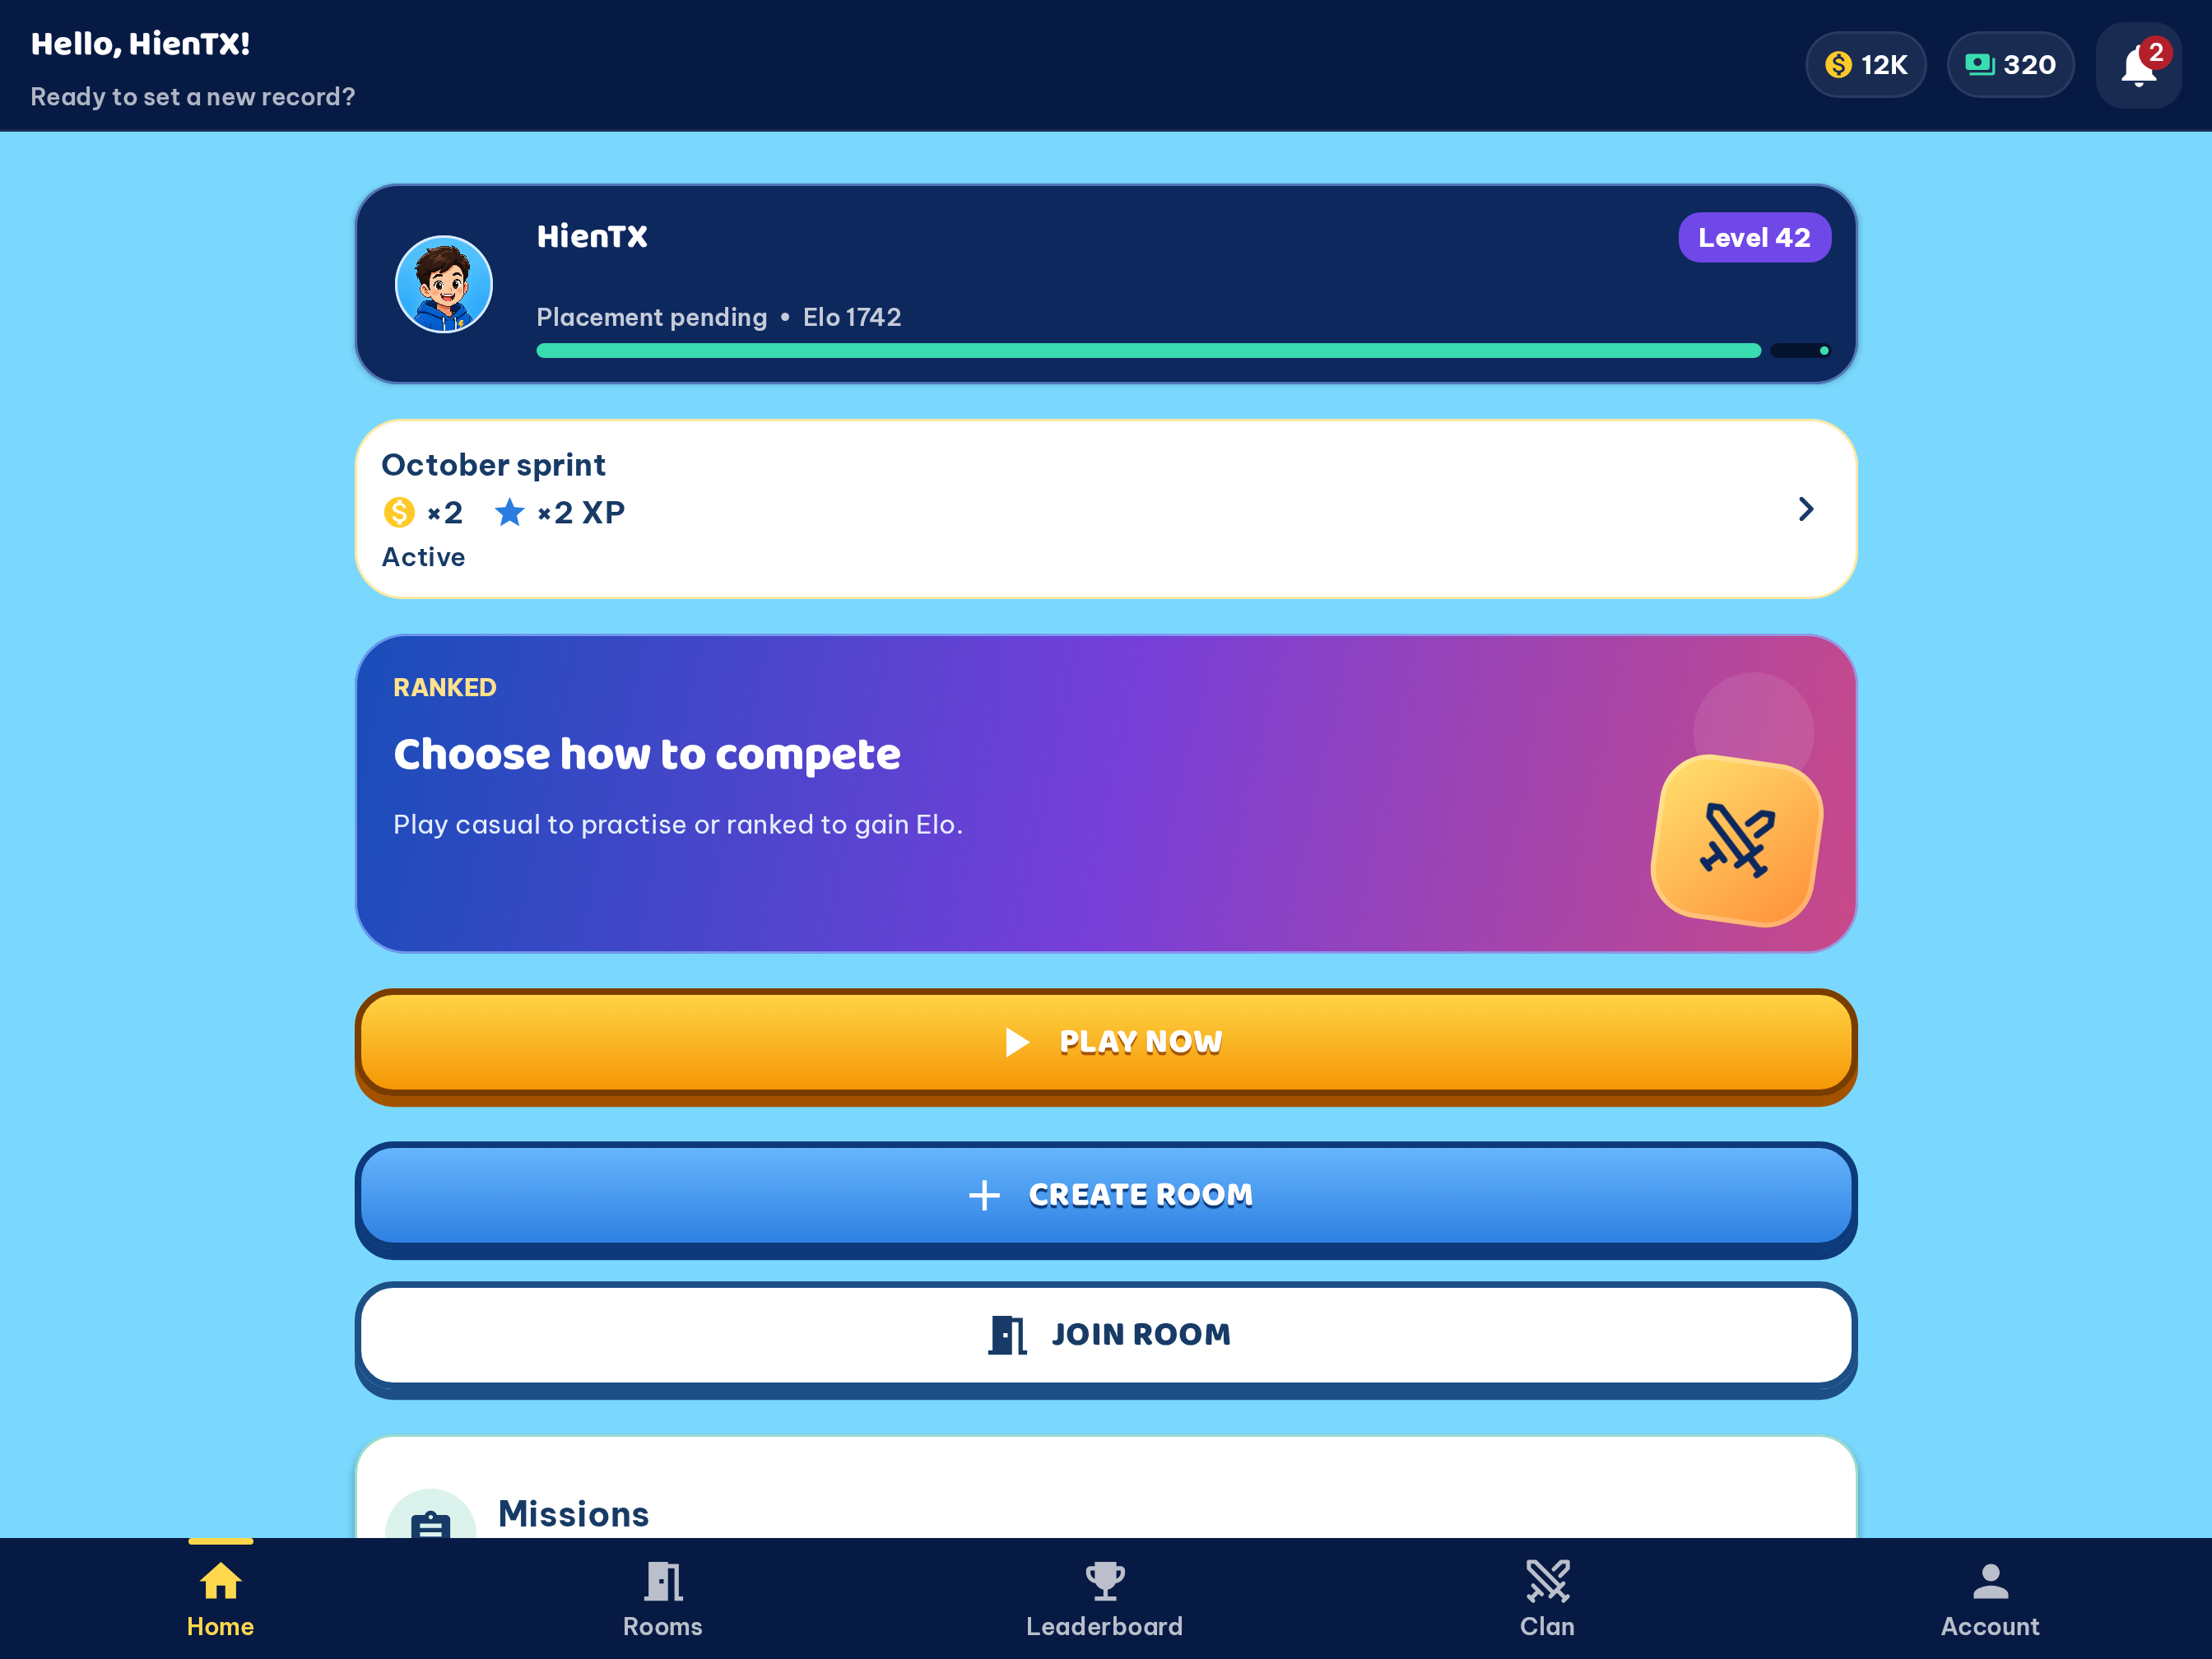 Hello, HienTX!
Ready to set a new record?
12K
320
2
HienTX
Level 42
Placement pending • Elo 1742
October sprint
×2 ×2 XP
Active
RANKED
Choose how to compete
Play casual to practise or ranked to gain Elo.
PLAY NOW
CREATE ROOM
JOIN ROOM
Missions
Home
Rooms
Leaderboard
Clan
Account